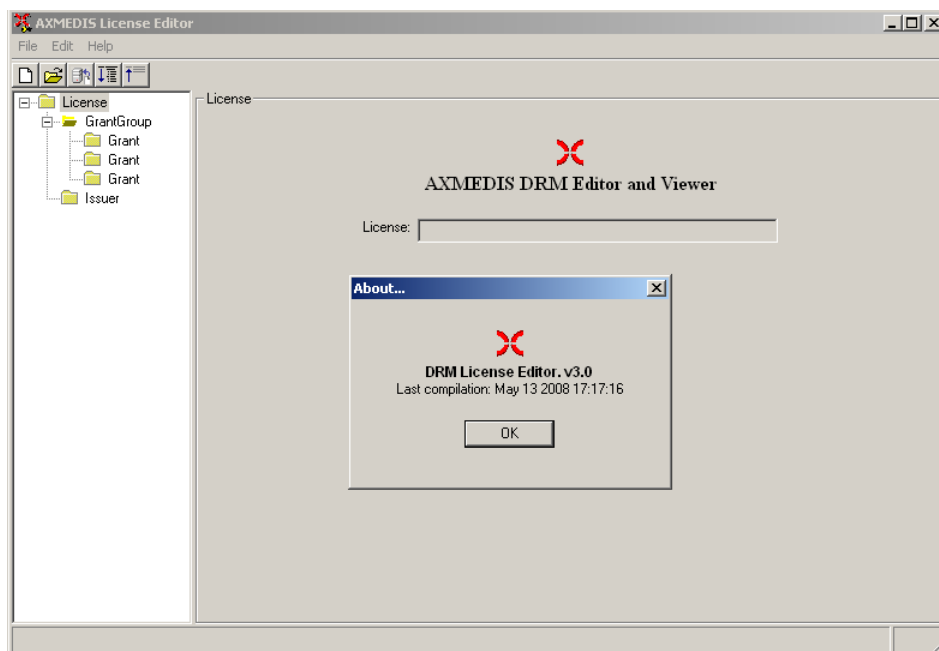 AXMEDIS License Editor
File Edit Help
License
GrantGroup
Grant
Grant
Grant
Issuer
License
AXMEDIS DRM Editor and Viewer
License:
About...
DRM License Editor. v3.0
Last compilation: May 13 2008 17:17:16
OK